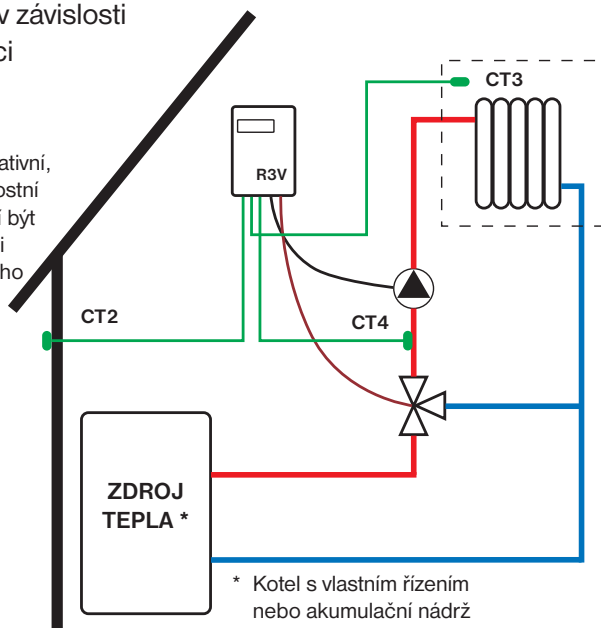 v závislosti
ci
ativní,
ostní
í být
i
ho
CT3
R3V
CT2
CT4
ZDROJ
TEPLA *
* Kotel s vlastním řízením
nebo akumulační nádrž